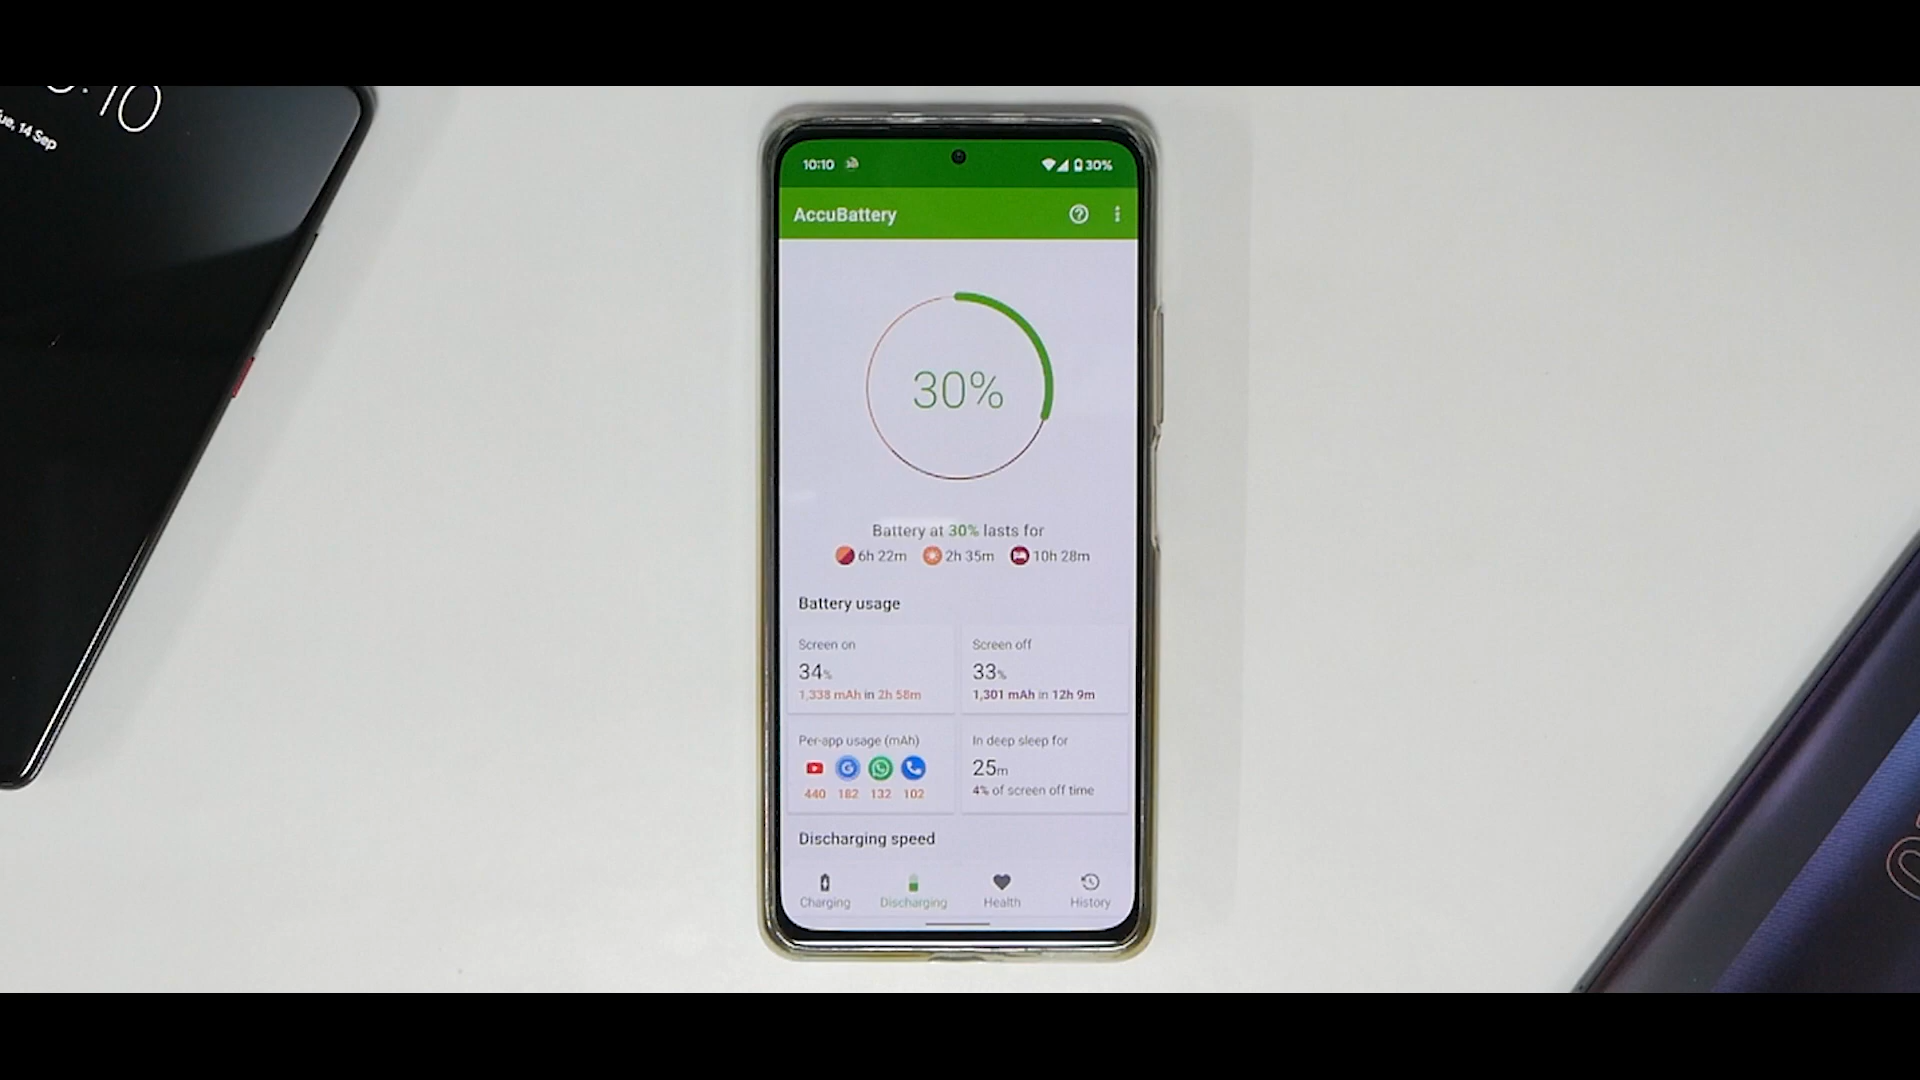 10
Tue, 14 Sep
10:10 30%
AccuBattery
30%
Battery at 30% lasts for
6h 22m 2h 35m 10h 28m
Battery usage
Screen on
34%
1,338 mAh in 2h 58m
Screen off
33%
1,301 mAh in 12h 9m
Per-app usage (mAh)
440 182 132 102
In deep sleep for
25m
4% of screen off time
Discharging speed
Charging Discharging Health History